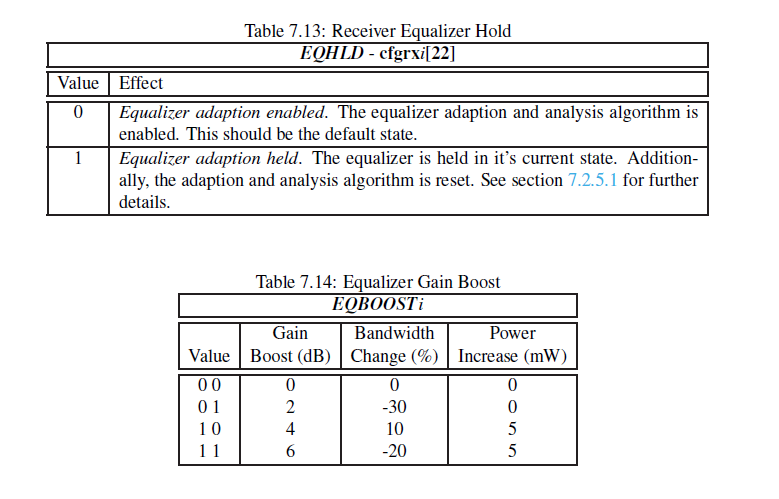 Table 7.13: Receiver Equalizer Hold
EQHLD - cfgrxi[22]
Value Effect
0 Equalizer adaption enabled. The equalizer adaption and analysis algorithm is
enabled. This should be the default state.
1 Equalizer adaption held. The equalizer is held in it's current state. Addition-
ally, the adaption and analysis algorithm is reset. See section 7.2.5.1 for further
details.
Table 7.14: Equalizer Gain Boost
EQBOOSTi
Gain Bandwidth Power
Value Boost (dB) Change (%) Increase (mW)
0 0 0 0 0
0 1 2 -30 0
1 0 4 10 5
1 1 6 -20 5